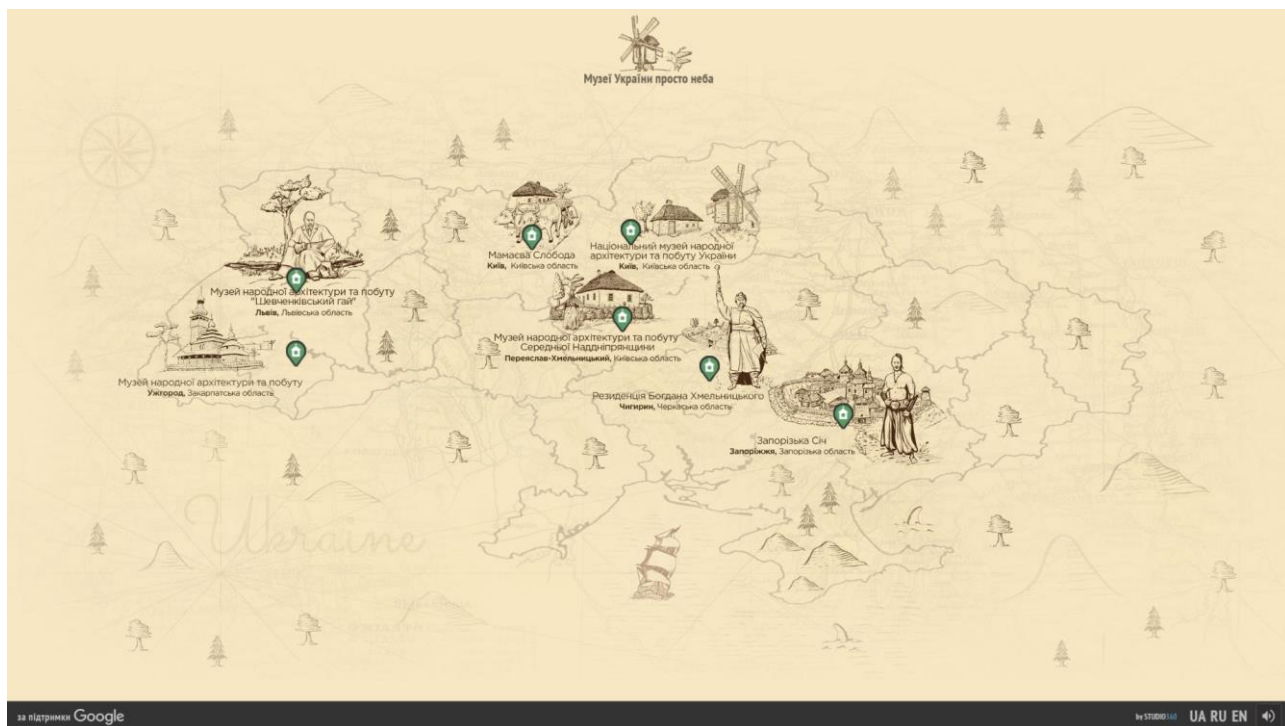 Музеї України просто неба
Мамаєва Слобода
Київ, Київська область
Національний музей народної
архітектури та побуту України
Київ, Київська область
Музей народної архітектури та побуту
"Шевченківський гай"
Львів, Львівська область
Музей народної архітектури та побуту
Середньої Наддніпрянщини
Переяслав-Хмельницький, Київська область
Музей народної архітектури та побуту
Ужгород, Закарпатська область
Резиденція Богдана Хмельницького
Чигирин, Черкаська область
Запорізька Січ
Запоріжжя, Запорізька область
Ukraine
за підтримки Google
by STUDIO360 UA RU EN